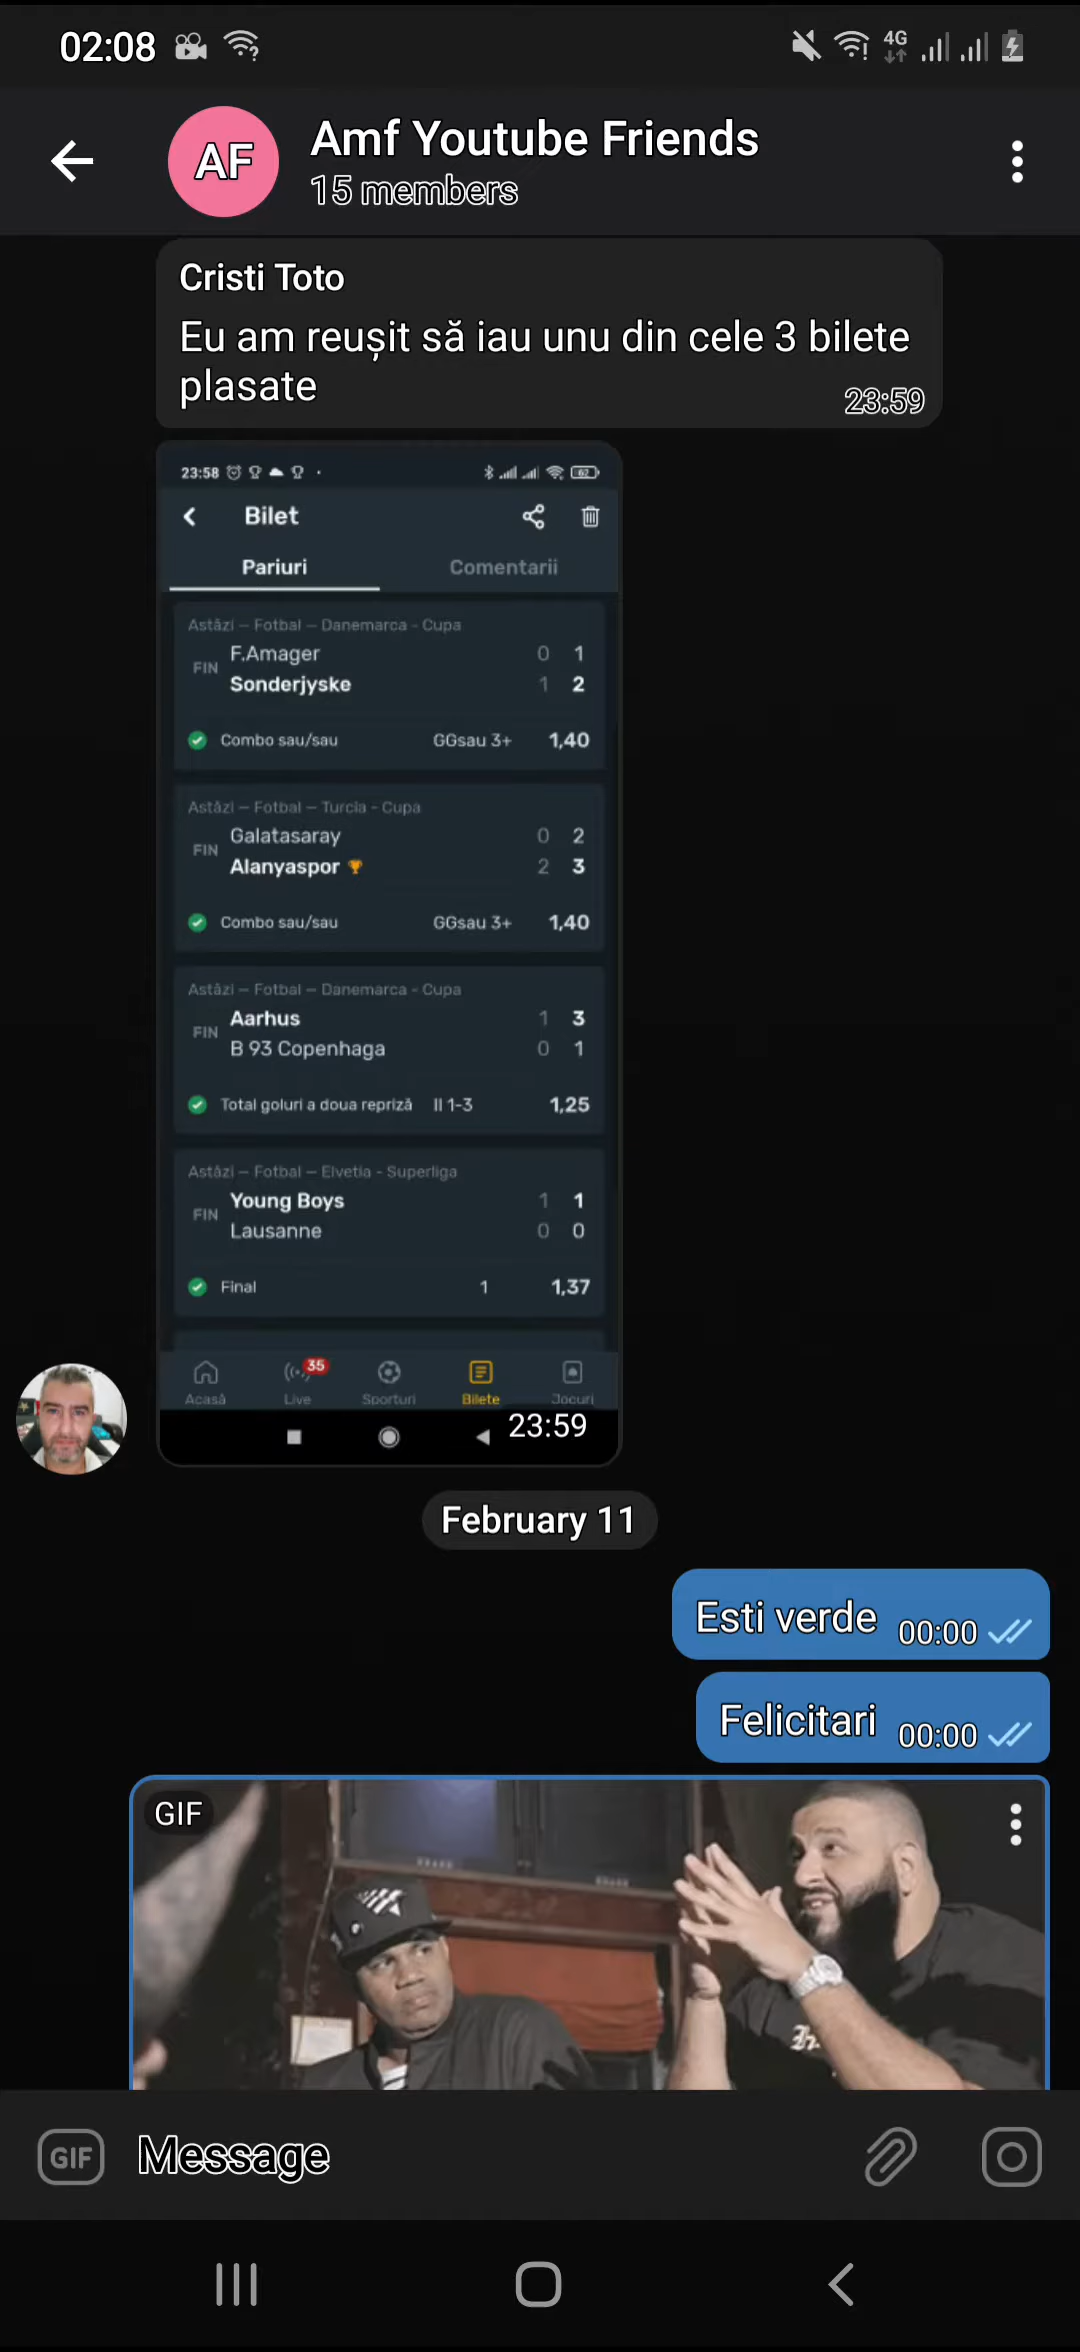 02:08
4G
AF
Amf Youtube Friends
15 members
Cristi Toto
Eu am reușit să iau unu din cele 3 bilete
plasate
23:59
23:58
62
Bilet
Pariuri Comentarii
Astăzi – Fotbal – Danemarca - Cupa
F.Amager 0 1
FIN
Sonderjyske 1 2
Combo sau/sau GGsau 3+ 1,40
Astăzi – Fotbal – Turcia - Cupa
Galatasaray 0 2
FIN
Alanyaspor 2 3
Combo sau/sau GGsau 3+ 1,40
Astăzi – Fotbal – Danemarca - Cupa
Aarhus 1 3
FIN
B 93 Copenhaga 0 1
Total goluri a doua repriză II 1-3 1,25
Astăzi – Fotbal – Elvetia - Superliga
Young Boys 1 1
FIN
Lausanne 0 0
Final 1 1,37
35
Acasă Live Sporturi Bilete Jocuri
23:59
February 11
Esti verde 00:00
Felicitari 00:00
GIF
GIF Message